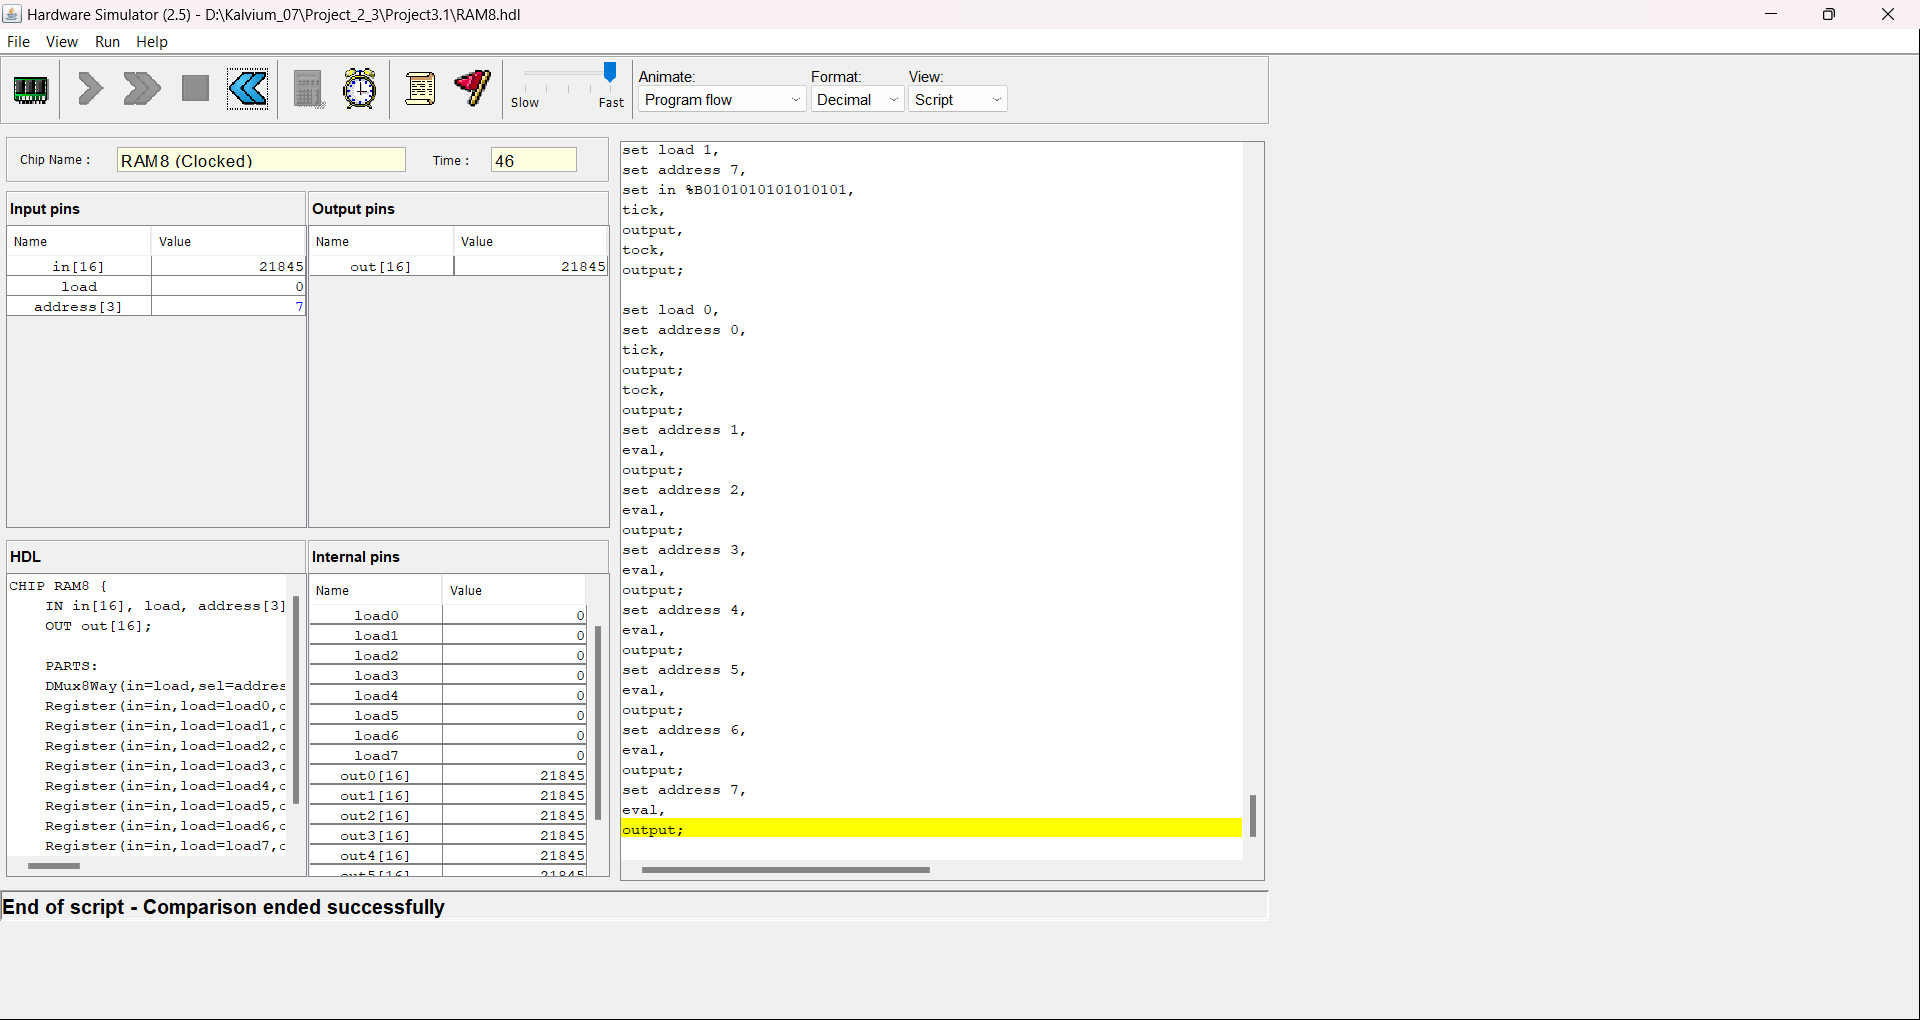 Hardware Simulator (2.5) - D:\Kalvium_07\Project_2_3\Project3.1\RAM8.hdl
File View Run Help
Slow Fast
Animate: Format: View:
Program flow Decimal Script
Chip Name : RAM8 (Clocked) Time : 46
Input pins
Name Value
in[16] 21845
load 0
address[3] 7
Output pins
Name Value
out[16] 21845
HDL
CHIP RAM8 {
IN in[16], load, address[3]
OUT out[16];
PARTS:
DMux8Way(in=load,sel=addres
Register(in=in,load=load0,
Register(in=in,load=load1,
Register(in=in,load=load2,
Register(in=in,load=load3,
Register(in=in,load=load4,
Register(in=in,load=load5,
Register(in=in,load=load6,
Register(in=in,load=load7,
Internal pins
Name Value
load0 0
load1 0
load2 0
load3 0
load4 0
load5 0
load6 0
load7 0
out0[16] 21845
out1[16] 21845
out2[16] 21845
out3[16] 21845
out4[16] 21845
out5[16] 21845
set load 1,
set address 7,
set in %B0101010101010101,
tick,
output,
tock,
output;
set load 0,
set address 0,
tick,
output;
tock,
output;
set address 1,
eval,
output;
set address 2,
eval,
output;
set address 3,
eval,
output;
set address 4,
eval,
output;
set address 5,
eval,
output;
set address 6,
eval,
output;
set address 7,
eval,
output;
End of script - Comparison ended successfully